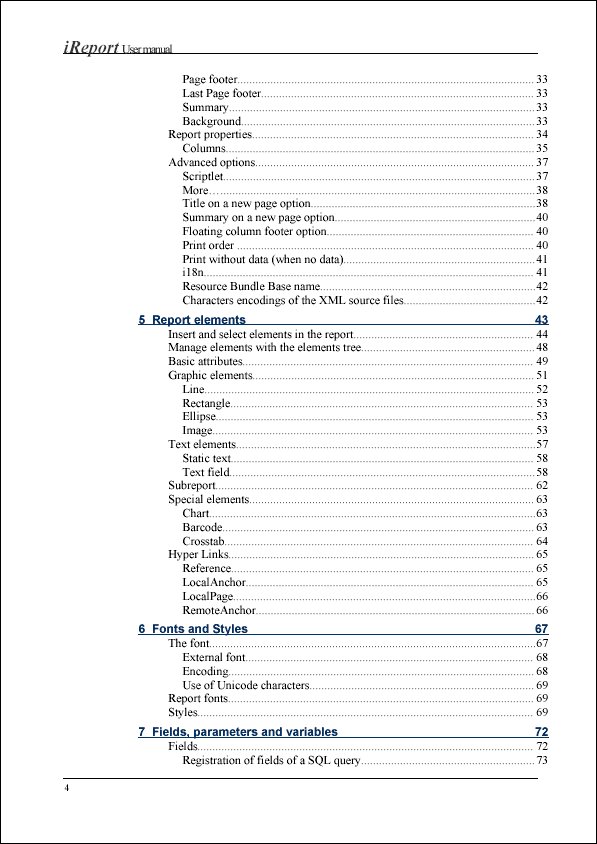 iReport User manual
Page footer 33
Last Page footer 33
Summary 33
Background 33
Report properties 34
Columns 35
Advanced options 37
Scriptlet 37
More… 38
Title on a new page option 38
Summary on a new page option 40
Floating column footer option 40
Print order 40
Print without data (when no data) 41
i18n 41
Resource Bundle Base name 42
Characters encodings of the XML source files 42
5 Report elements 43
Insert and select elements in the report 44
Manage elements with the elements tree 48
Basic attributes 49
Graphic elements 51
Line 52
Rectangle 53
Ellipse 53
Image 53
Text elements 57
Static text 58
Text field 58
Subreport 62
Special elements 63
Chart 63
Barcode 63
Crosstab 64
Hyper Links 65
Reference 65
LocalAnchor 65
LocalPage 66
RemoteAnchor 66
6 Fonts and Styles 67
The font 67
External font 68
Encoding 68
Use of Unicode characters 69
Report fonts 69
Styles 69
7 Fields, parameters and variables 72
Fields 72
Registration of fields of a SQL query 73
4